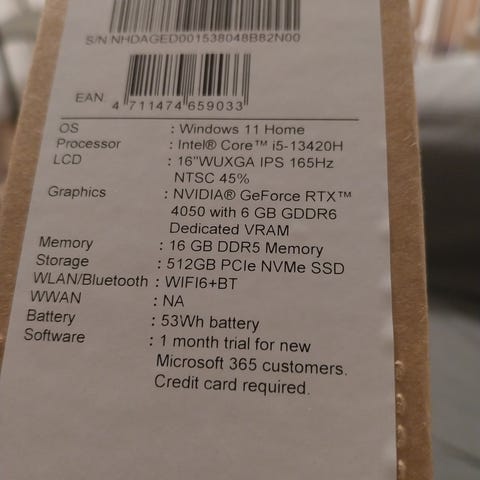 S/N:NHDAGED001538048B82N00
EAN
4 711474 659033
OS : Windows 11 Home
Processor : Intel® Core™ i5-13420H
LCD : 16"WUXGA IPS 165Hz
NTSC 45%
Graphics : NVIDIA® GeForce RTX™
4050 with 6 GB GDDR6
Dedicated VRAM
Memory : 16 GB DDR5 Memory
Storage : 512GB PCIe NVMe SSD
WLAN/Bluetooth : WIFI6+BT
WWAN : NA
Battery : 53Wh battery
Software : 1 month trial for new
Microsoft 365 customers.
Credit card required.